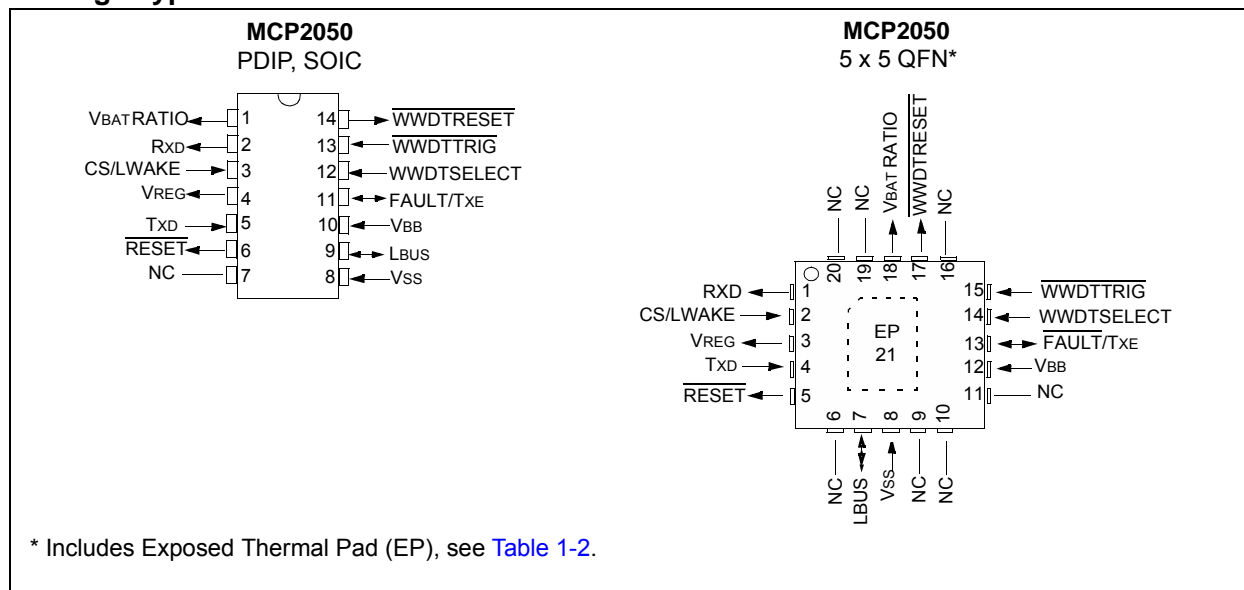 MCP2050
PDIP, SOIC
VBATRATIO 1
RXD 2
CS/LWAKE 3
VREG 4
TXD 5
RESET 6
NC 7
14 WWDTRESET
13 WWDTTRIG
12 WWDTSELECT
11 FAULT/TXE
10 VBB
9 LBUS
8 VSS
MCP2050
5 x 5 QFN*
NC
NC
VBATRATIO
WWDTRESET
NC
20 19 18 17 16
RXD 1
CS/LWAKE 2
VREG 3
TXD 4
RESET 5
EP
21
15 WWDTTRIG
14 WWDTSELECT
13 FAULT/TXE
12 VBB
11 NC
6 7 8 9 10
NC
LBUS
VSS
NC
NC
* Includes Exposed Thermal Pad (EP), see Table 1-2.